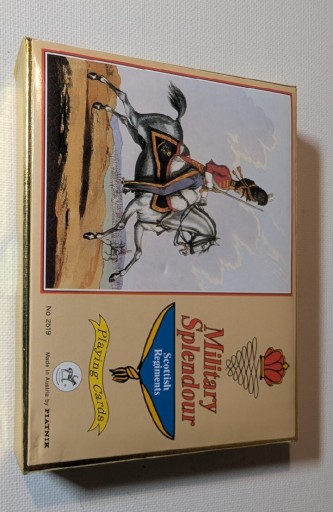 Military
Splendour
Scottish
Regiments
Playing Cards
No 2519
Made in Austria by PIATNIK